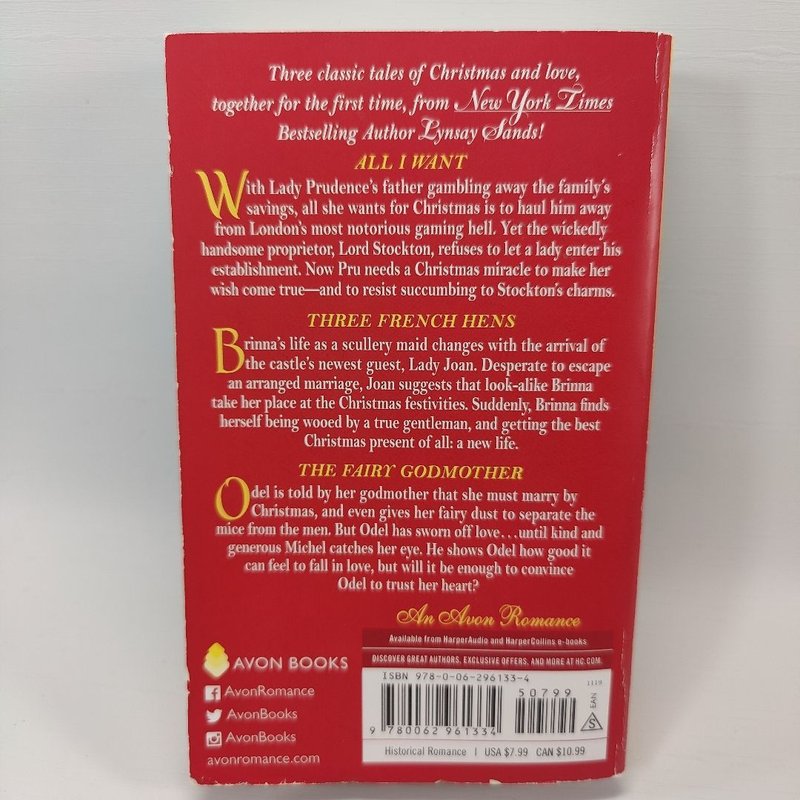 Three classic tales of Christmas and love,
together for the first time, from New York Times
Bestselling Author Lynsay Sands!
ALL I WANT
With Lady Prudence's father gambling away the family's
savings, all she wants for Christmas is to haul him away
from London's most notorious gaming hell. Yet the wickedly
handsome proprietor, Lord Stockton, refuses to let a lady enter his
establishment. Now Pru needs a Christmas miracle to make her
wish come true—and to resist succumbing to Stockton's charms.
THREE FRENCH HENS
Brinna's life as a scullery maid changes with the arrival of
the castle's newest guest, Lady Joan. Desperate to escape
an arranged marriage, Joan suggests that look-alike Brinna
take her place at the Christmas festivities. Suddenly, Brinna finds
herself being wooed by a true gentleman, and getting the best
Christmas present of all: a new life.
THE FAIRY GODMOTHER
Odel is told by her godmother that she must marry by
Christmas, and even gives her fairy dust to separate the
mice from the men. But Odel has sworn off love...until kind and
generous Michel catches her eye. He shows Odel how good it
can feel to fall in love, but will it be enough to convince
Odel to trust her heart?
An Avon Romance
Available from HarperAudio and HarperCollins e-books
DISCOVER GREAT AUTHORS, EXCLUSIVE OFFERS, AND MORE AT HC.COM.
AVON BOOKS
AvonRomance
AvonBooks
AvonBooks
avonromance.com
ISBN 978-0-06-296133-4
1119
50799
EAN
S
9 780062 961334
Historical Romance | USA $7.99 CAN $10.99